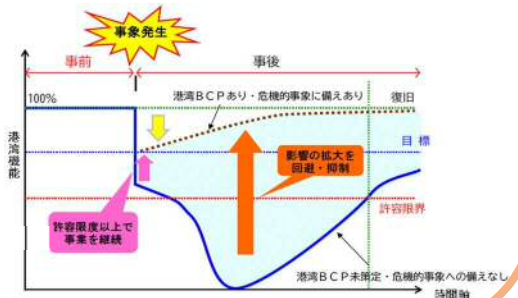 事象発生
事前
事後
100%
港湾BCPあり・危機的事象に備えあり
復旧
目標
影響の拡大を
回避・抑制
港湾機能
許容限度以上で
事業を継続
許容限界
港湾BCP未策定・危機的事象への備えなし
時間軸